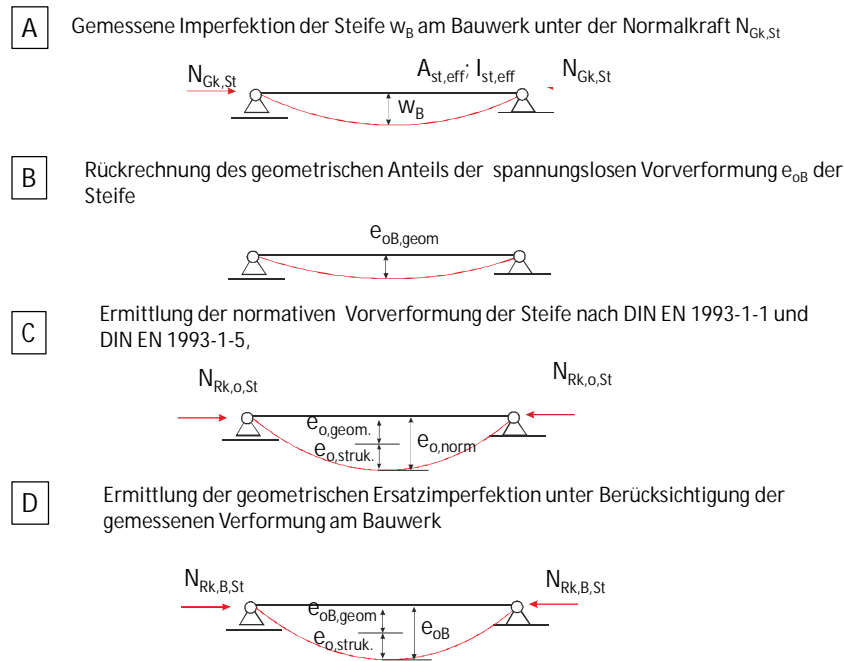 A
Gemessene Imperfektion der Steife wB am Bauwerk unter der Normalkraft NGk,St
NGk,St
Ast,eff; Ist,eff
NGk,St
wB
B
Rückrechnung des geometrischen Anteils der spannungslosen Vorverformung eoB der
Steife
eoB,geom
C
Ermittlung der normativen Vorverformung der Steife nach DIN EN 1993-1-1 und
DIN EN 1993-1-5,
NRk,o,St
NRk,o,St
eo,geom.
eo,struk.
eo,norm
D
Ermittlung der geometrischen Ersatzimperfektion unter Berücksichtigung der
gemessenen Verformung am Bauwerk
NRk,B,St
NRk,B,St
eoB,geom
eo,struk.
eoB